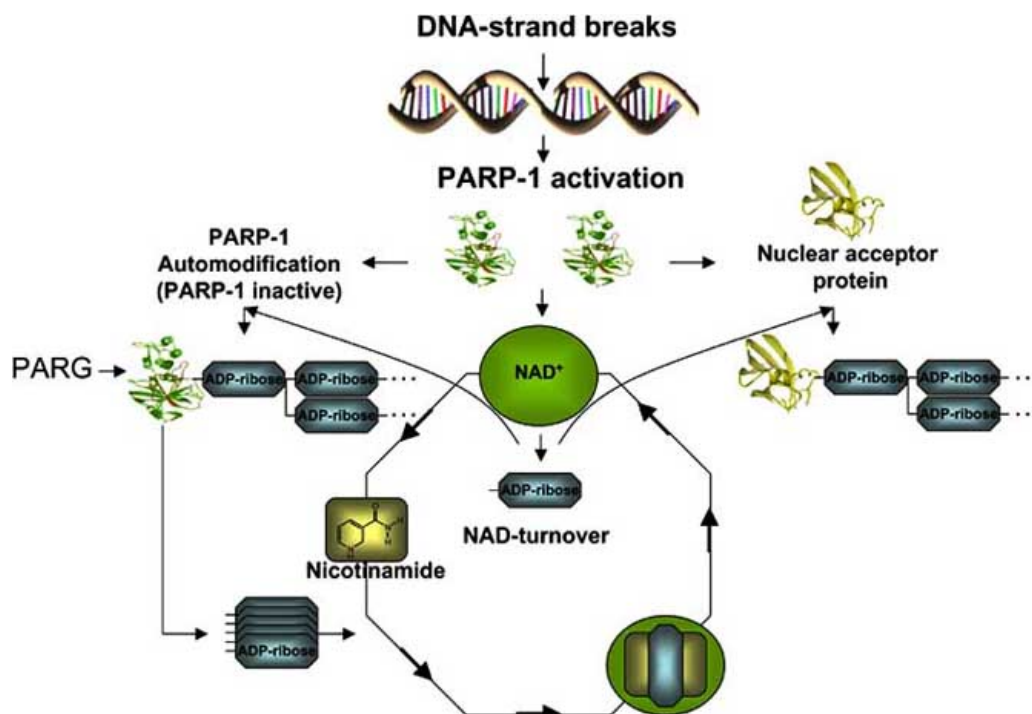 DNA-strand breaks
PARP-1 activation
PARP-1
Automodification
(PARP-1 inactive)
Nuclear acceptor
protein
PARG
ADP-ribose
ADP-ribose
ADP-ribose
NAD+
ADP-ribose
ADP-ribose
ADP-ribose
ADP-ribose
NAD-turnover
O
N
H
H
N
H
Nicotinamide
ADP-ribose